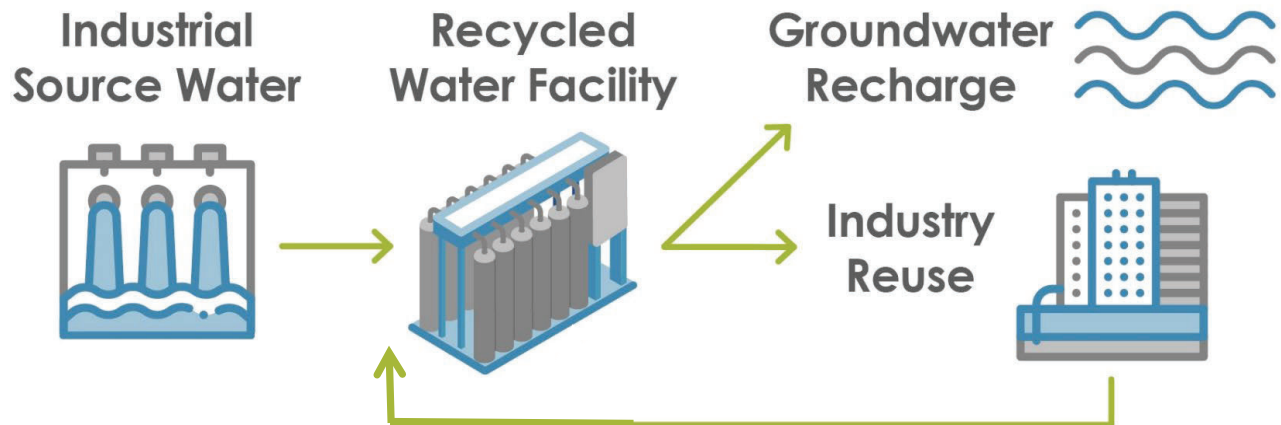 Industrial
Source Water
Recycled
Water Facility
Groundwater
Recharge
Industry
Reuse